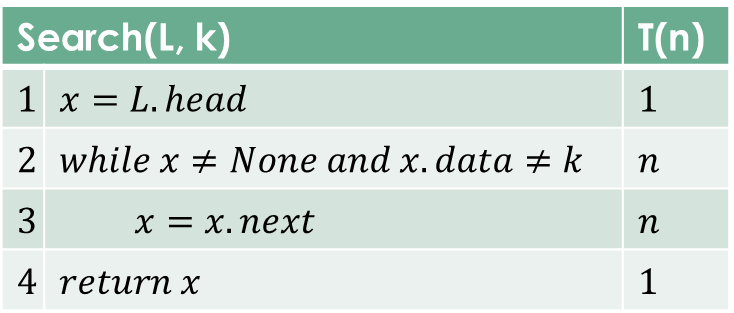 Search(L, k) T(n)
1 x = L.head 1
2 while x ≠ None and x.data ≠ k n
3 x = x.next n
4 return x 1